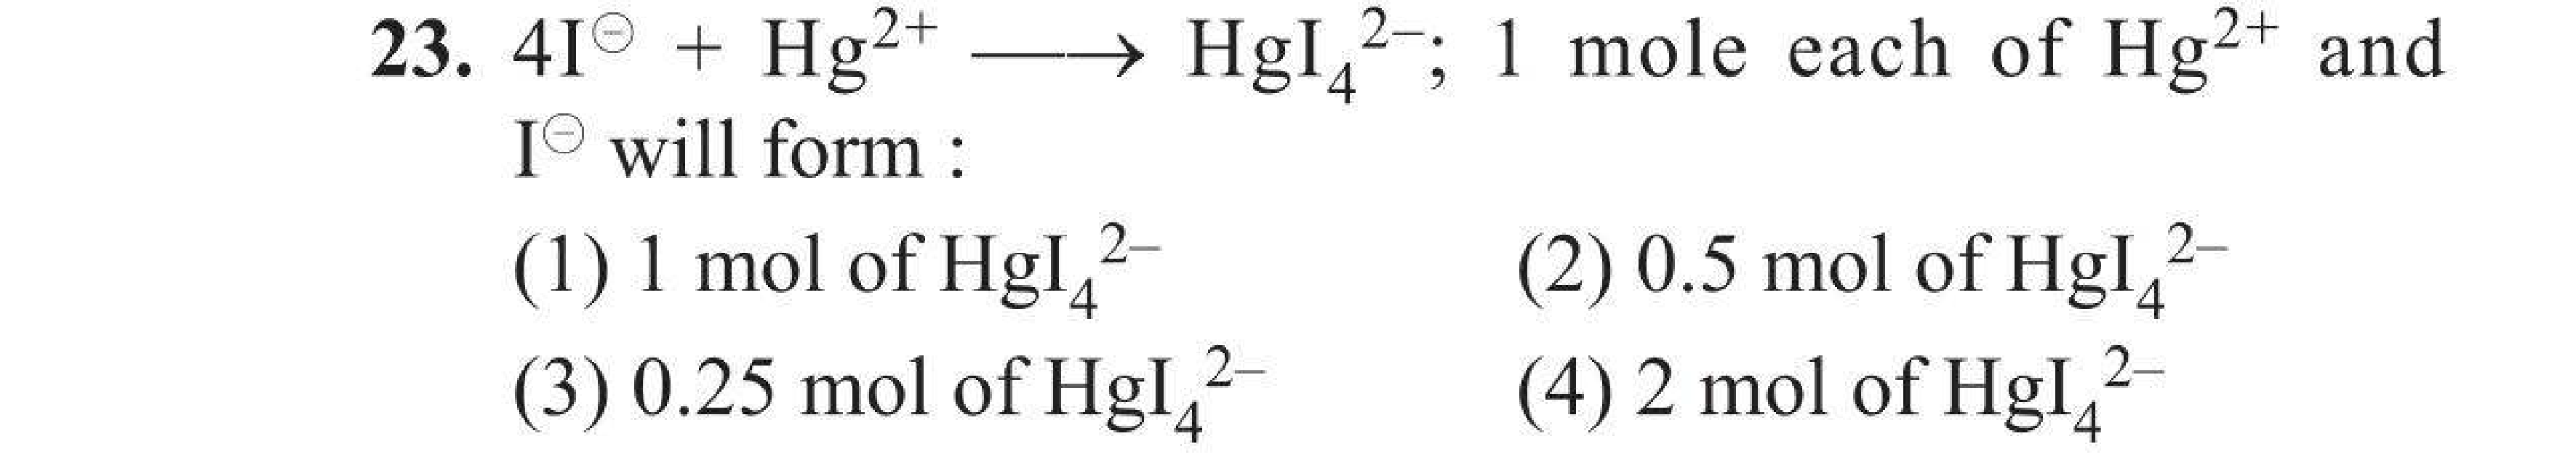 23. 4I⊖ + Hg²⁺ ⟶ HgI₄²⁻; 1 mole each of Hg²⁺ and
I⊖ will form :
(1) 1 mol of HgI₄²⁻ (2) 0.5 mol of HgI₄²⁻
(3) 0.25 mol of HgI₄²⁻ (4) 2 mol of HgI₄²⁻